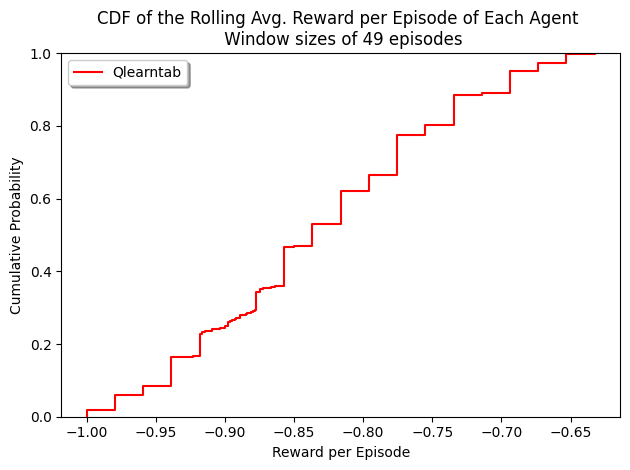 CDF of the Rolling Avg. Reward per Episode of Each Agent
Window sizes of 49 episodes
Qlearntab
Cumulative Probability
1.0
0.8
0.6
0.4
0.2
0.0
−1.00 −0.95 −0.90 −0.85 −0.80 −0.75 −0.70 −0.65
Reward per Episode